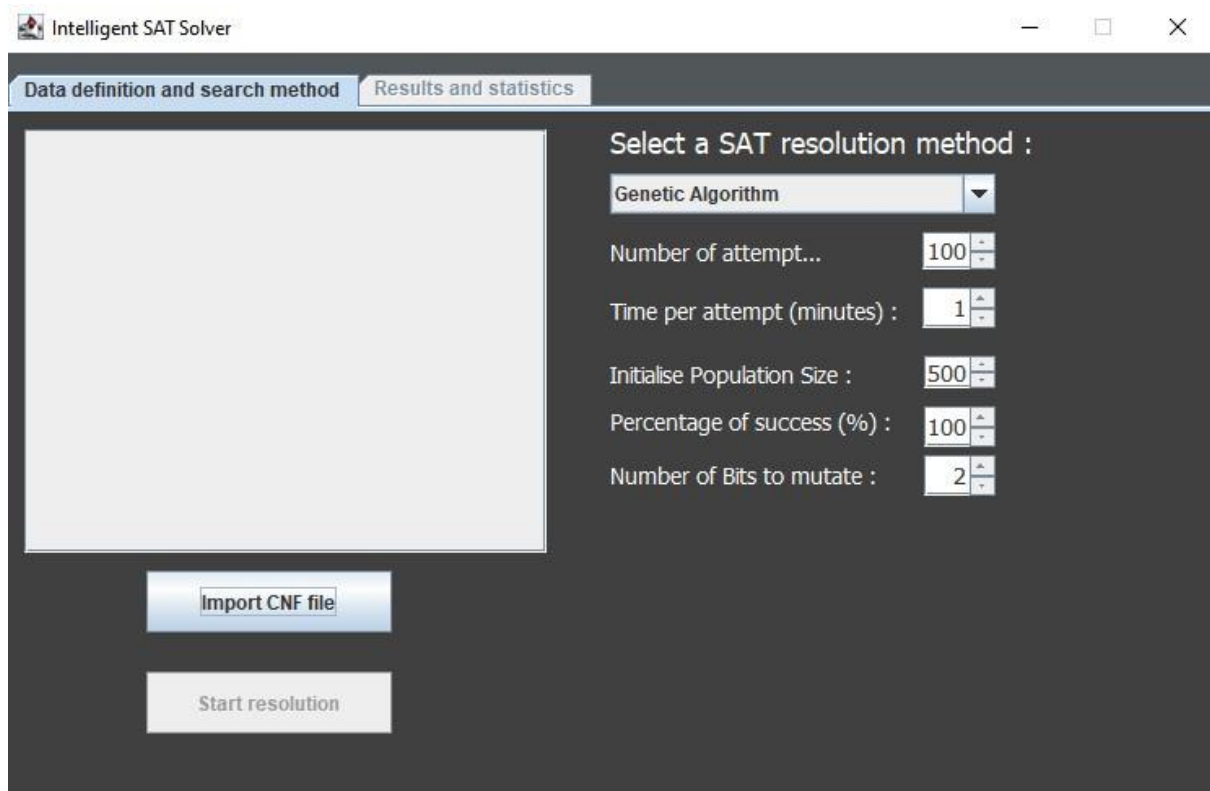 Intelligent SAT Solver
Data definition and search method
Results and statistics
Select a SAT resolution method :
Genetic Algorithm
Number of attempt... 100
Time per attempt (minutes) : 1
Initialise Population Size : 500
Percentage of success (%) : 100
Number of Bits to mutate : 2
Import CNF file
Start resolution